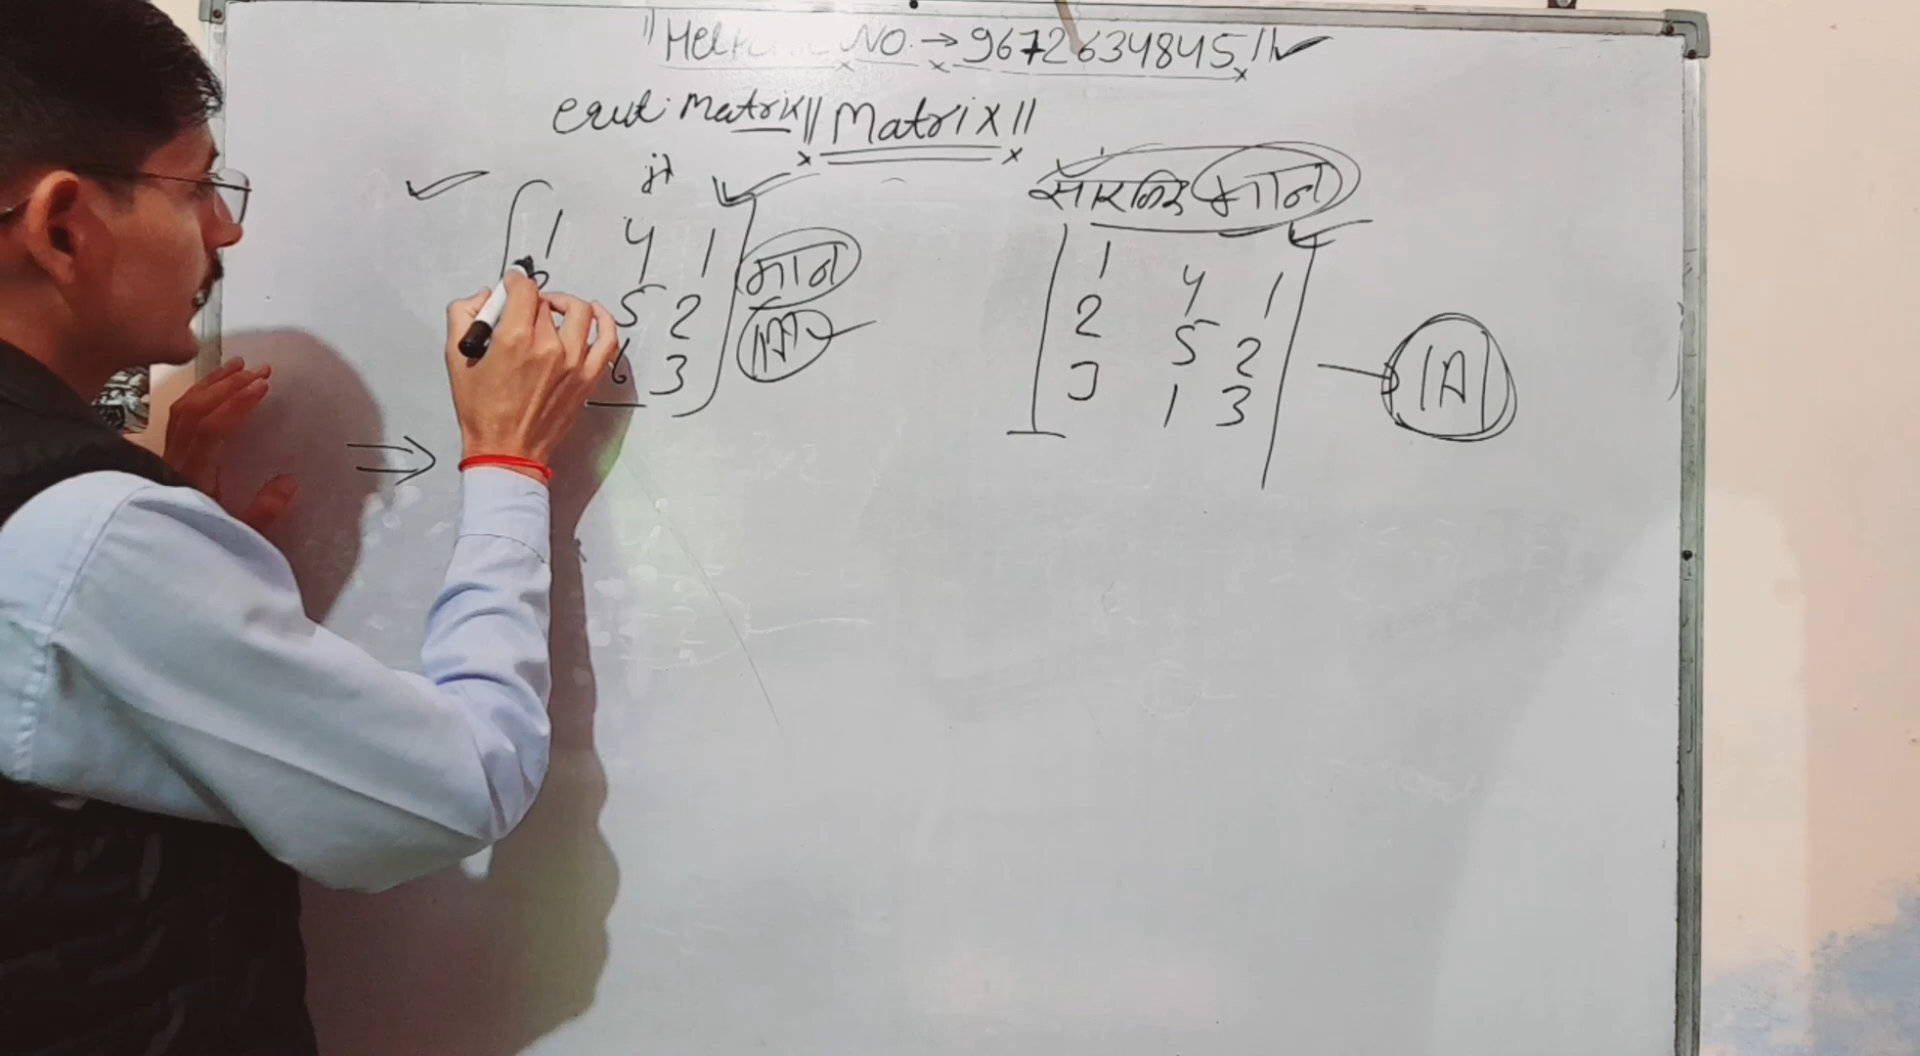 NO. → 9672634845 ||
Matrix || Matrix ||
में
सारणिक मान
1 4 1 मान
5 2
6 3
1 4 1
2 5 2
3 1 3
|A|